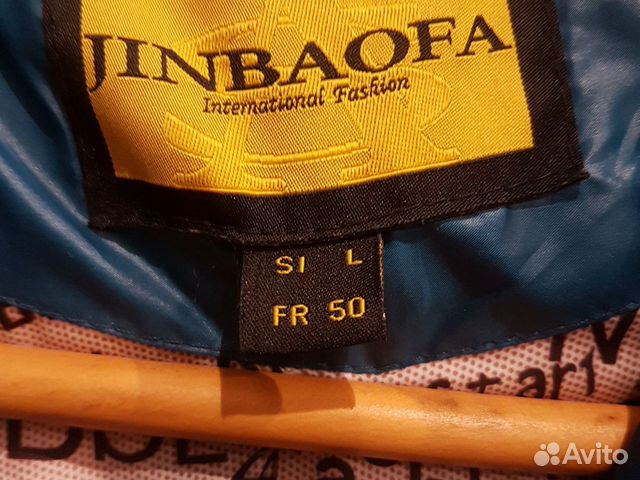 JINBAOFA
International Fashion
SI L
FR 50
Avito